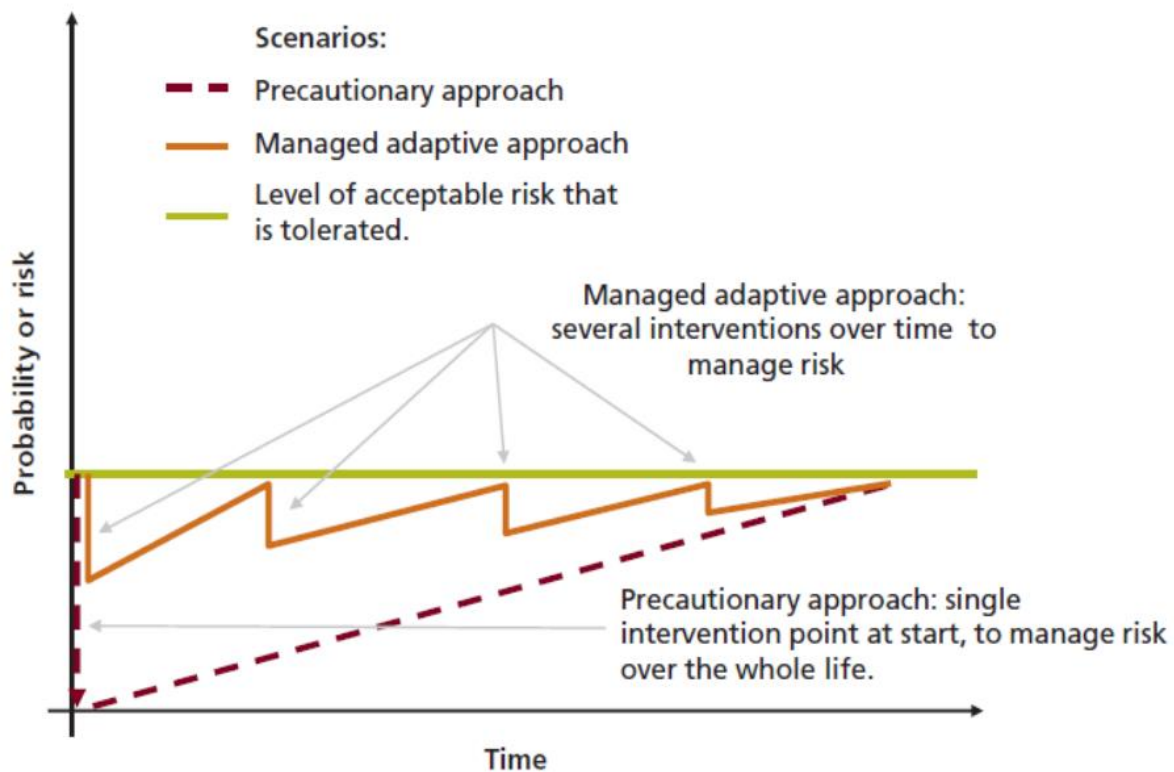 Scenarios:
Precautionary approach
Managed adaptive approach
Level of acceptable risk that
is tolerated.
Probability or risk
Managed adaptive approach:
several interventions over time to
manage risk
Precautionary approach: single
intervention point at start, to manage risk
over the whole life.
Time